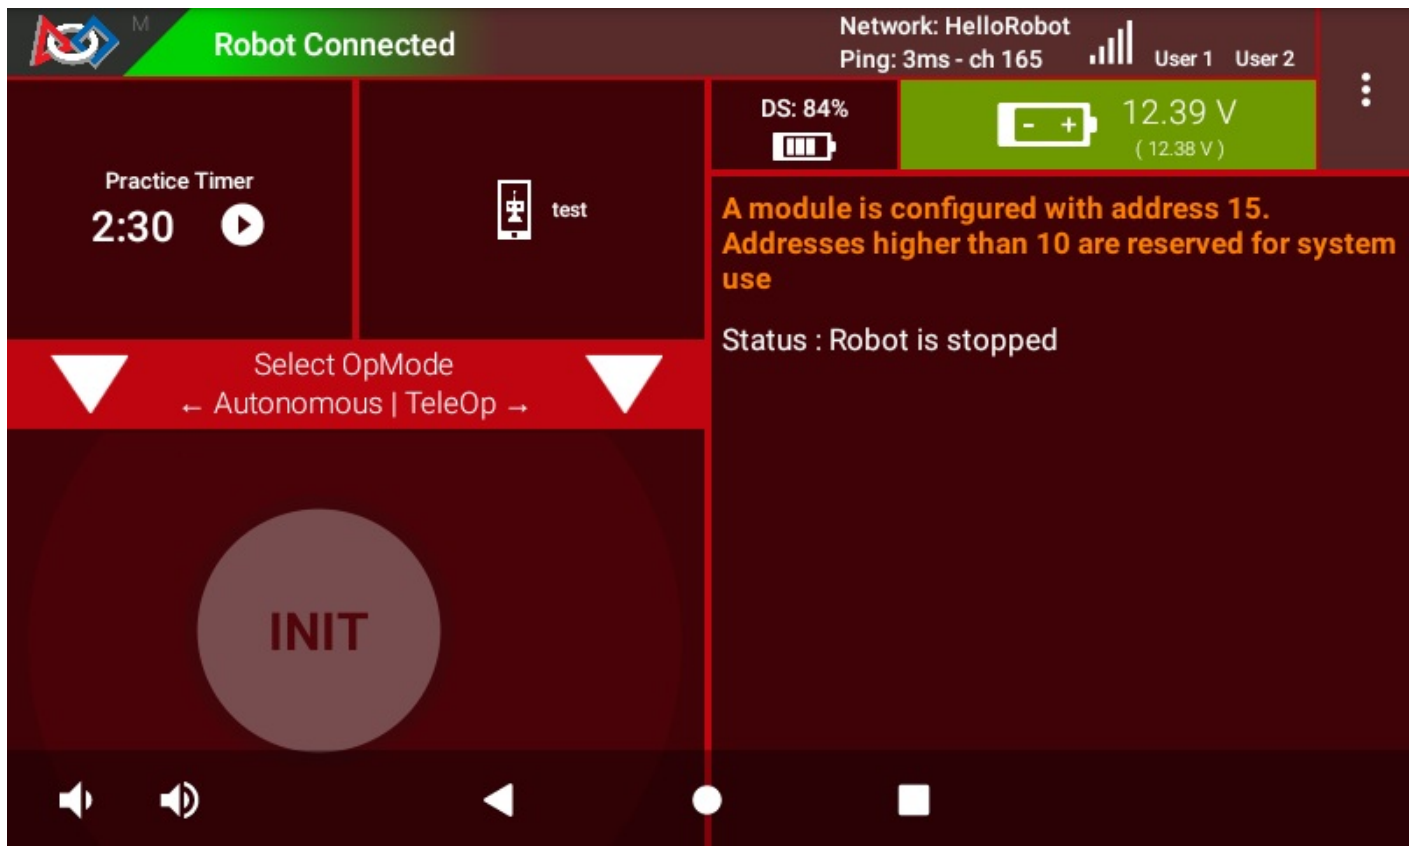 M
Robot Connected
Network: HelloRobot
Ping: 3ms - ch 165
User 1 User 2
DS: 84%
- +
12.39 V
( 12.38 V )
Practice Timer
2:30
test
A module is configured with address 15.
Addresses higher than 10 are reserved for system
use
Status : Robot is stopped
Select OpMode
← Autonomous | TeleOp →
INIT